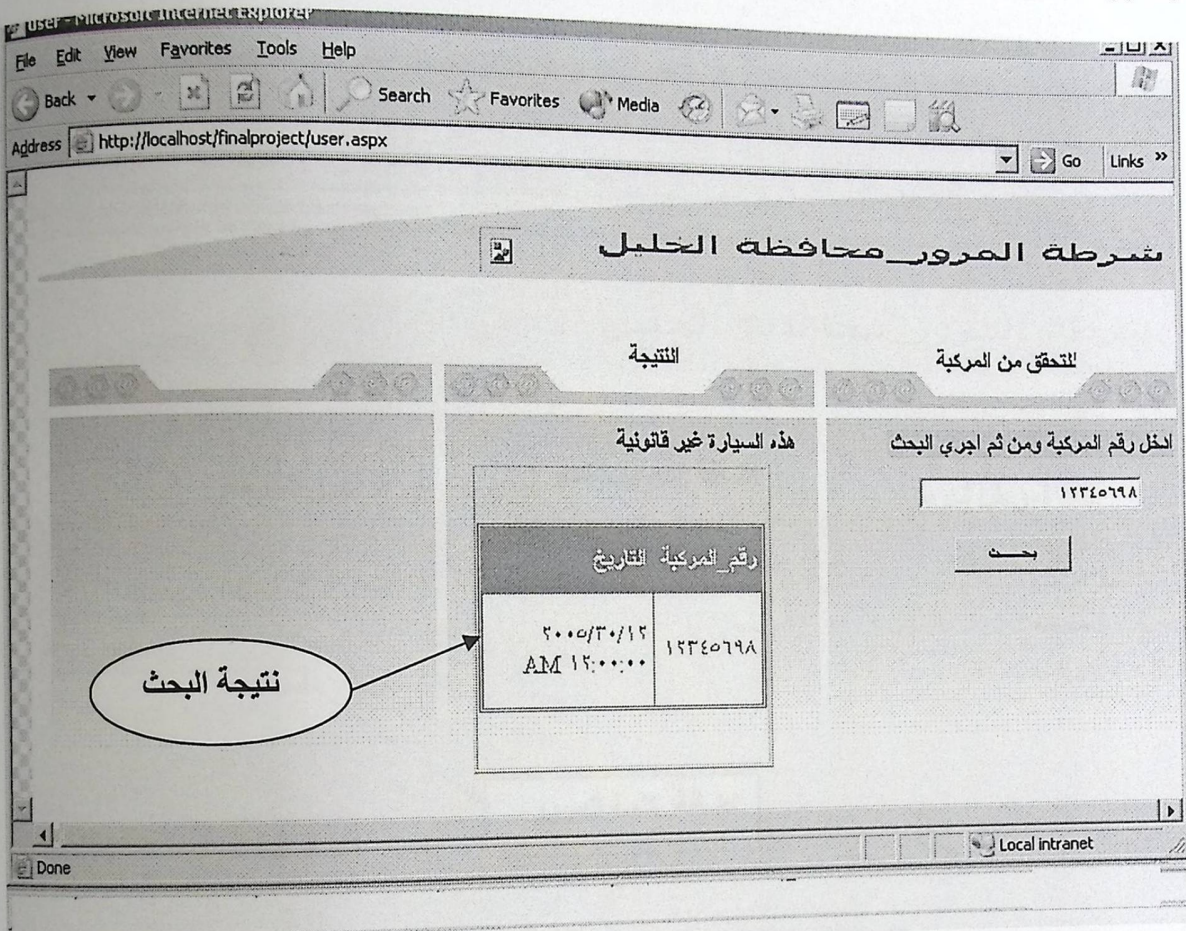 user - Microsoft Internet Explorer
File Edit View Favorites Tools Help
Back Search Favorites Media
Address http://localhost/finalproject/user.aspx Go Links »
شرطة المرور_محافظة الخليل
للتحقق من المركبة
النتيجة
ادخل رقم المركبة ومن ثم اجري البحث
١٢٣٤٥٦٩٨
بحث
هذه السيارة غير قانونية
رقم_المركبة التاريخ
١٢٣٤٥٦٩٨
٢٠٠٥/٣٠/١٢
AM ١٢:٠٠:٠٠
نتيجة البحث
Done Local intranet